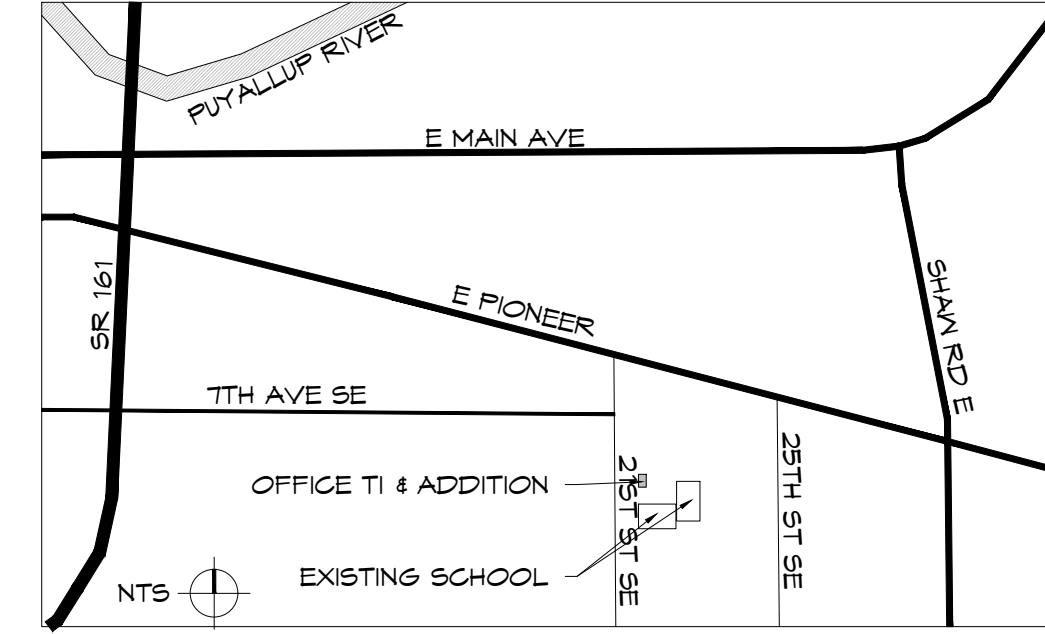 PUYALLUP RIVER
E MAIN AVE
SR 161
E PIONEER
SHAW RD E
7TH AVE SE
21ST ST SE
25TH ST SE
OFFICE TI & ADDITION
EXISTING SCHOOL
NTS